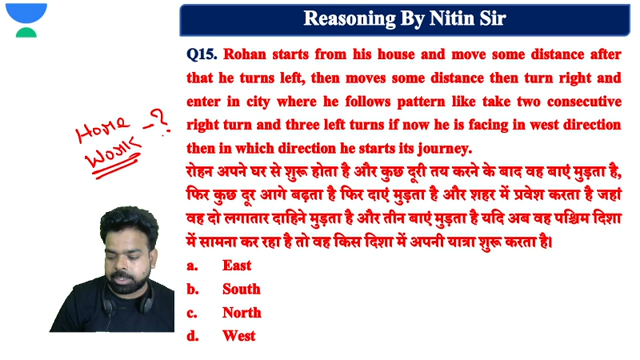 Reasoning By Nitin Sir
Q15. Rohan starts from his house and move some distance after
that he turns left, then moves some distance then turn right and
enter in city where he follows pattern like take two consecutive
right turn and three left turns if now he is facing in west direction
then in which direction he starts its journey.
Home
Work - ?
रोहन अपने घर से शुरू होता है और कुछ दूरी तय करने के बाद वह बाएं मुड़ता है,
फिर कुछ दूर आगे बढ़ता है फिर दाएं मुड़ता है और शहर में प्रवेश करता है जहां
वह दो लगातार दाहिने मुड़ता है और तीन बाएं मुड़ता है यदि अब वह पश्चिम दिशा
में सामना कर रहा है तो वह किस दिशा में अपनी यात्रा शुरू करता है।
a. East
b. South
c. North
d. West